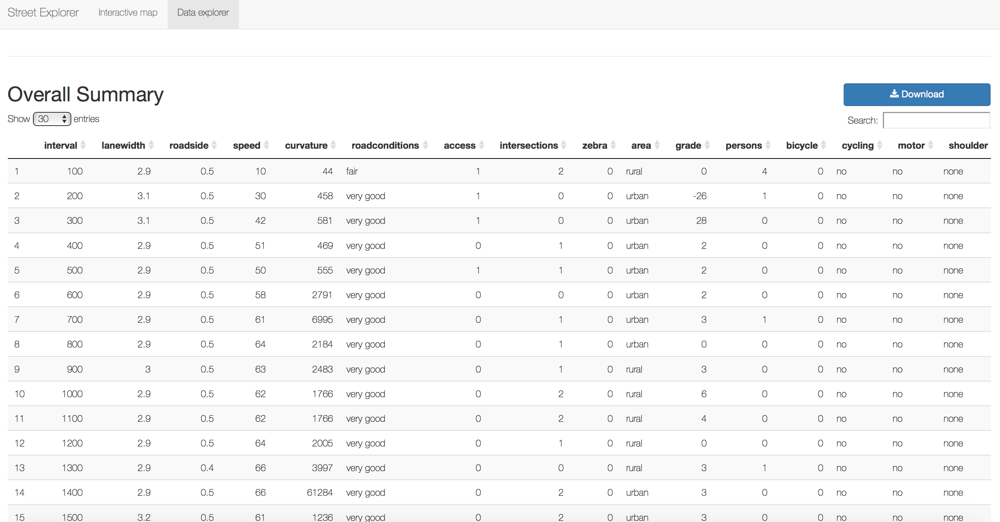 Street Explorer Interactive map Data explorer
Overall Summary Download
Show 30 entries Search:
interval lanewidth roadside speed curvature roadconditions access intersections zebra area grade persons bicycle cycling motor shoulder
1 100 2.9 0.5 10 44 fair 1 2 0 rural 0 4 0 no no none
2 200 3.1 0.5 30 458 very good 1 0 0 urban -26 1 0 no no none
3 300 3.1 0.5 42 581 very good 1 0 0 urban 28 0 0 no no none
4 400 2.9 0.5 51 469 very good 0 1 0 urban 2 0 0 no no none
5 500 2.9 0.5 50 555 very good 1 1 0 urban 2 0 0 no no none
6 600 2.9 0.5 58 2791 very good 0 0 0 urban 2 0 0 no no none
7 700 2.9 0.5 61 6995 very good 0 1 0 urban 3 1 0 no no none
8 800 2.9 0.5 64 2184 very good 0 1 0 urban 0 0 0 no no none
9 900 3 0.5 63 2483 very good 0 1 0 rural 3 0 0 no no none
10 1000 2.9 0.5 62 1766 very good 0 2 0 rural 6 0 0 no no none
11 1100 2.9 0.5 62 1766 very good 0 2 0 rural 4 0 0 no no none
12 1200 2.9 0.5 64 2005 very good 0 1 0 rural 0 0 0 no no none
13 1300 2.9 0.4 66 3997 very good 0 0 0 rural 3 1 0 no no none
14 1400 2.9 0.5 66 61284 very good 0 2 0 urban 3 0 0 no no none
15 1500 3.2 0.5 61 1236 very good 0 2 0 urban 3 0 0 no no none